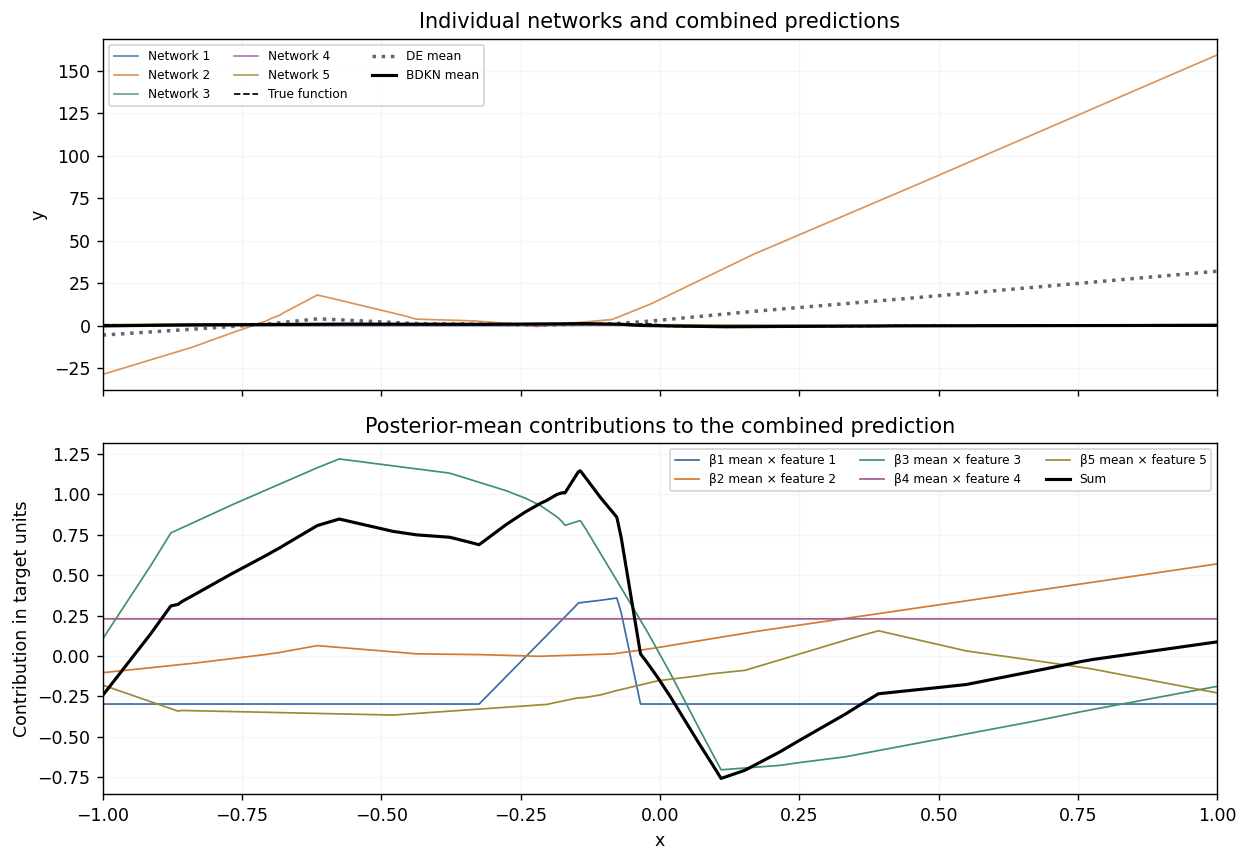 Individual networks and combined predictions
Network 1 Network 4 DE mean
Network 2 Network 5 BDKN mean
Network 3 True function
150
125
100
75
50
25
0
−25
y
Posterior-mean contributions to the combined prediction
β1 mean × feature 1 β3 mean × feature 3 β5 mean × feature 5
β2 mean × feature 2 β4 mean × feature 4 Sum
1.25
1.00
0.75
0.50
0.25
0.00
−0.25
−0.50
−0.75
Contribution in target units
−1.00 −0.75 −0.50 −0.25 0.00 0.25 0.50 0.75 1.00
x